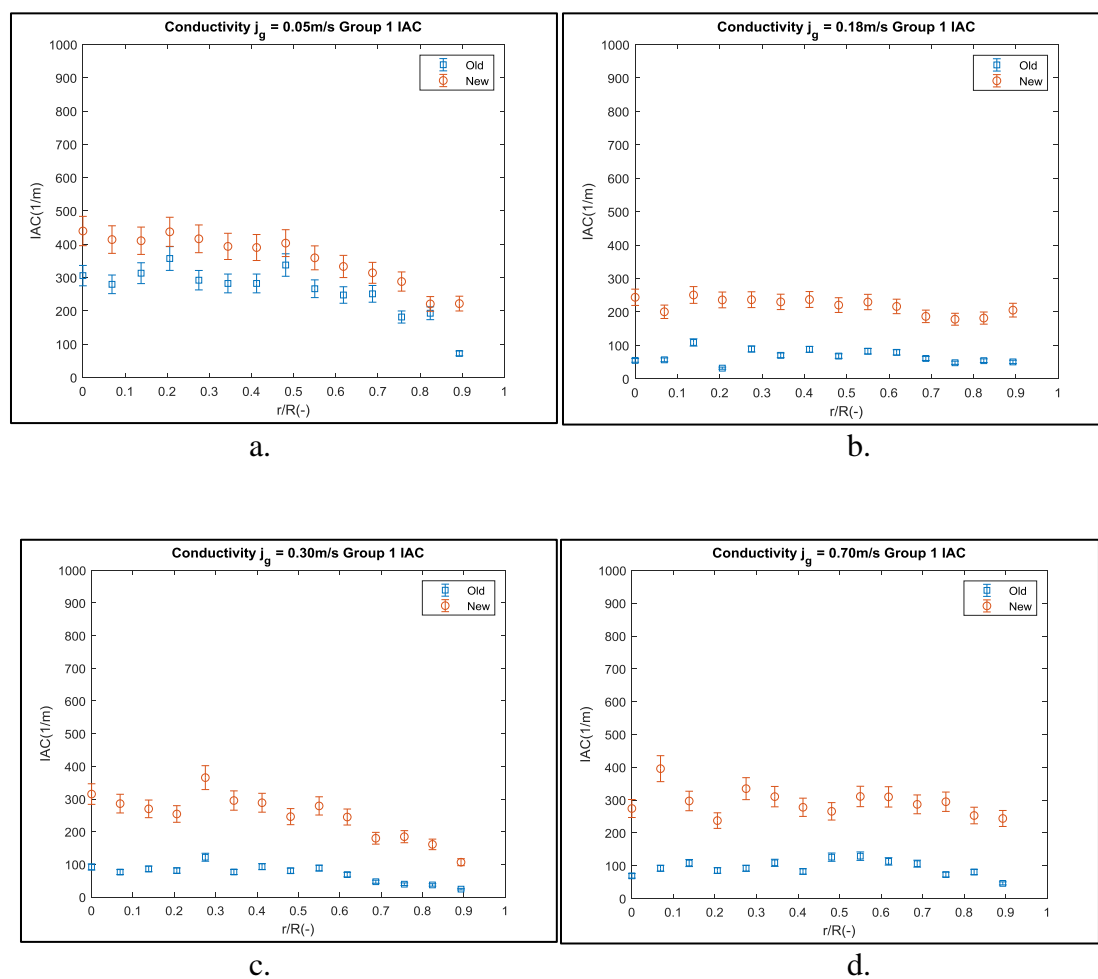 Conductivity jg = 0.05m/s Group 1 IAC
1000
900
800
700
600
500
400
300
200
100
0
IAC(1/m)
0 0.1 0.2 0.3 0.4 0.5 0.6 0.7 0.8 0.9 1
r/R(-)
Old
New
a.
Conductivity jg = 0.18m/s Group 1 IAC
1000
900
800
700
600
500
400
300
200
100
0
IAC(1/m)
0 0.1 0.2 0.3 0.4 0.5 0.6 0.7 0.8 0.9 1
r/R(-)
Old
New
b.
Conductivity jg = 0.30m/s Group 1 IAC
1000
900
800
700
600
500
400
300
200
100
0
IAC(1/m)
0 0.1 0.2 0.3 0.4 0.5 0.6 0.7 0.8 0.9 1
r/R(-)
Old
New
c.
Conductivity jg = 0.70m/s Group 1 IAC
1000
900
800
700
600
500
400
300
200
100
0
IAC(1/m)
0 0.1 0.2 0.3 0.4 0.5 0.6 0.7 0.8 0.9 1
r/R(-)
Old
New
d.